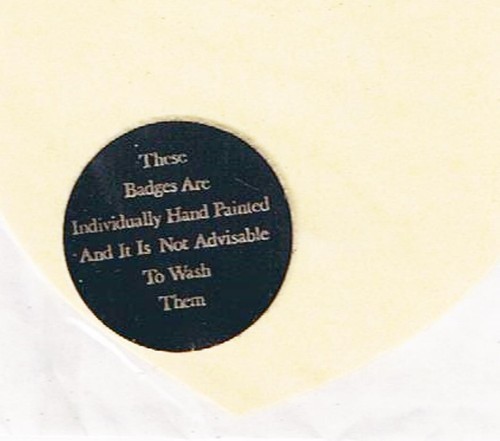 These
Badges Are
Individually Hand Painted
And It Is Not Advisable
To Wash
Them